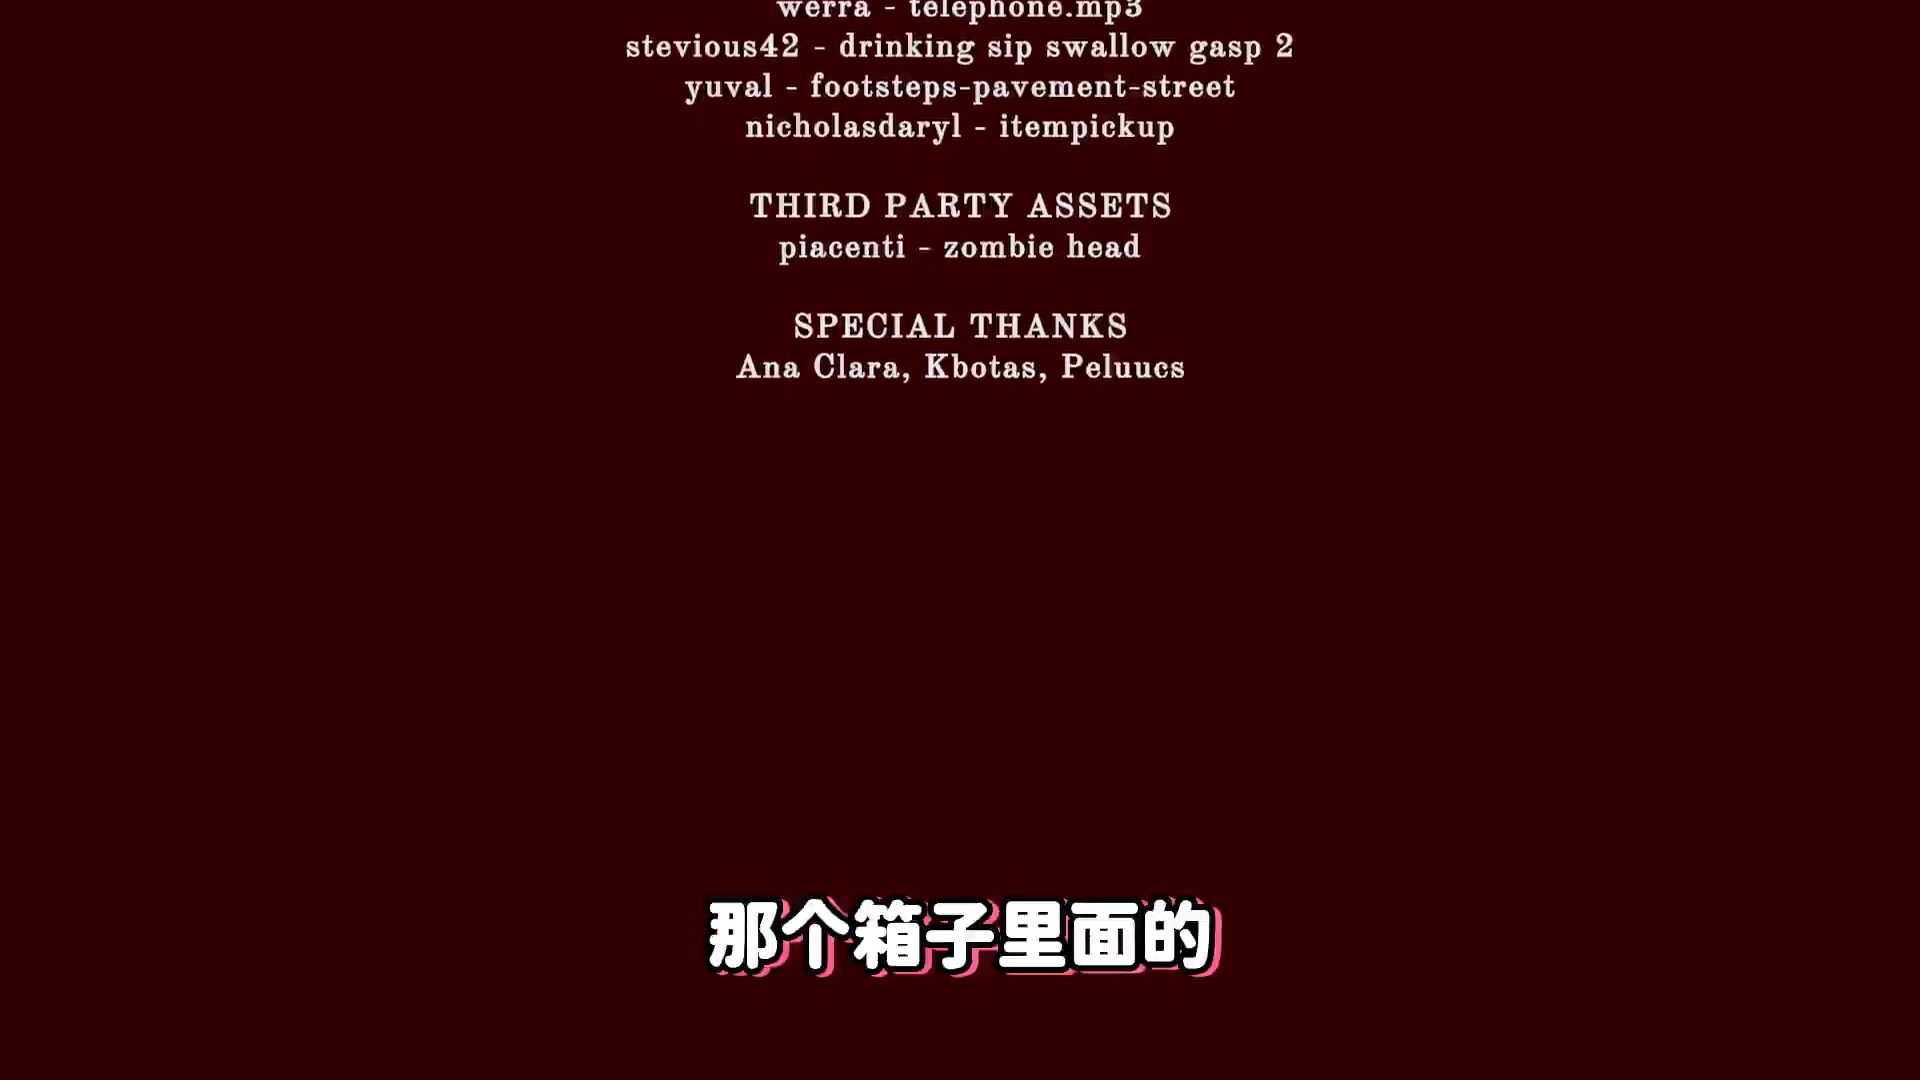 werra - telephone.mp3
stevious42 - drinking sip swallow gasp 2
yuval - footsteps-pavement-street
nicholasdaryl - itempickup
THIRD PARTY ASSETS
piacenti - zombie head
SPECIAL THANKS
Ana Clara, Kbotas, Peluucs
那个箱子里面的